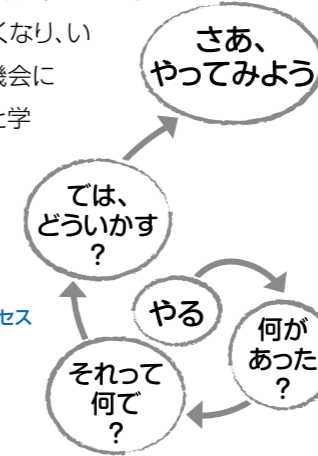 くなり、い
機会に
と学
さあ、
やってみよう
では、
どういかす
?
セス
やる
何が
あった
?
それって
何で
?